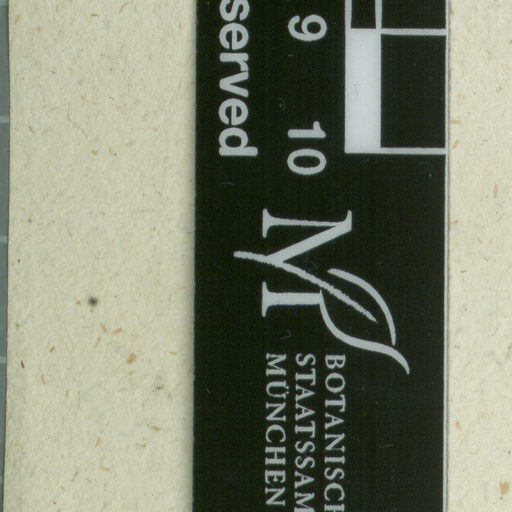 served
9 10
BOTANISCH
STAATSSAM
MÜNCHEN